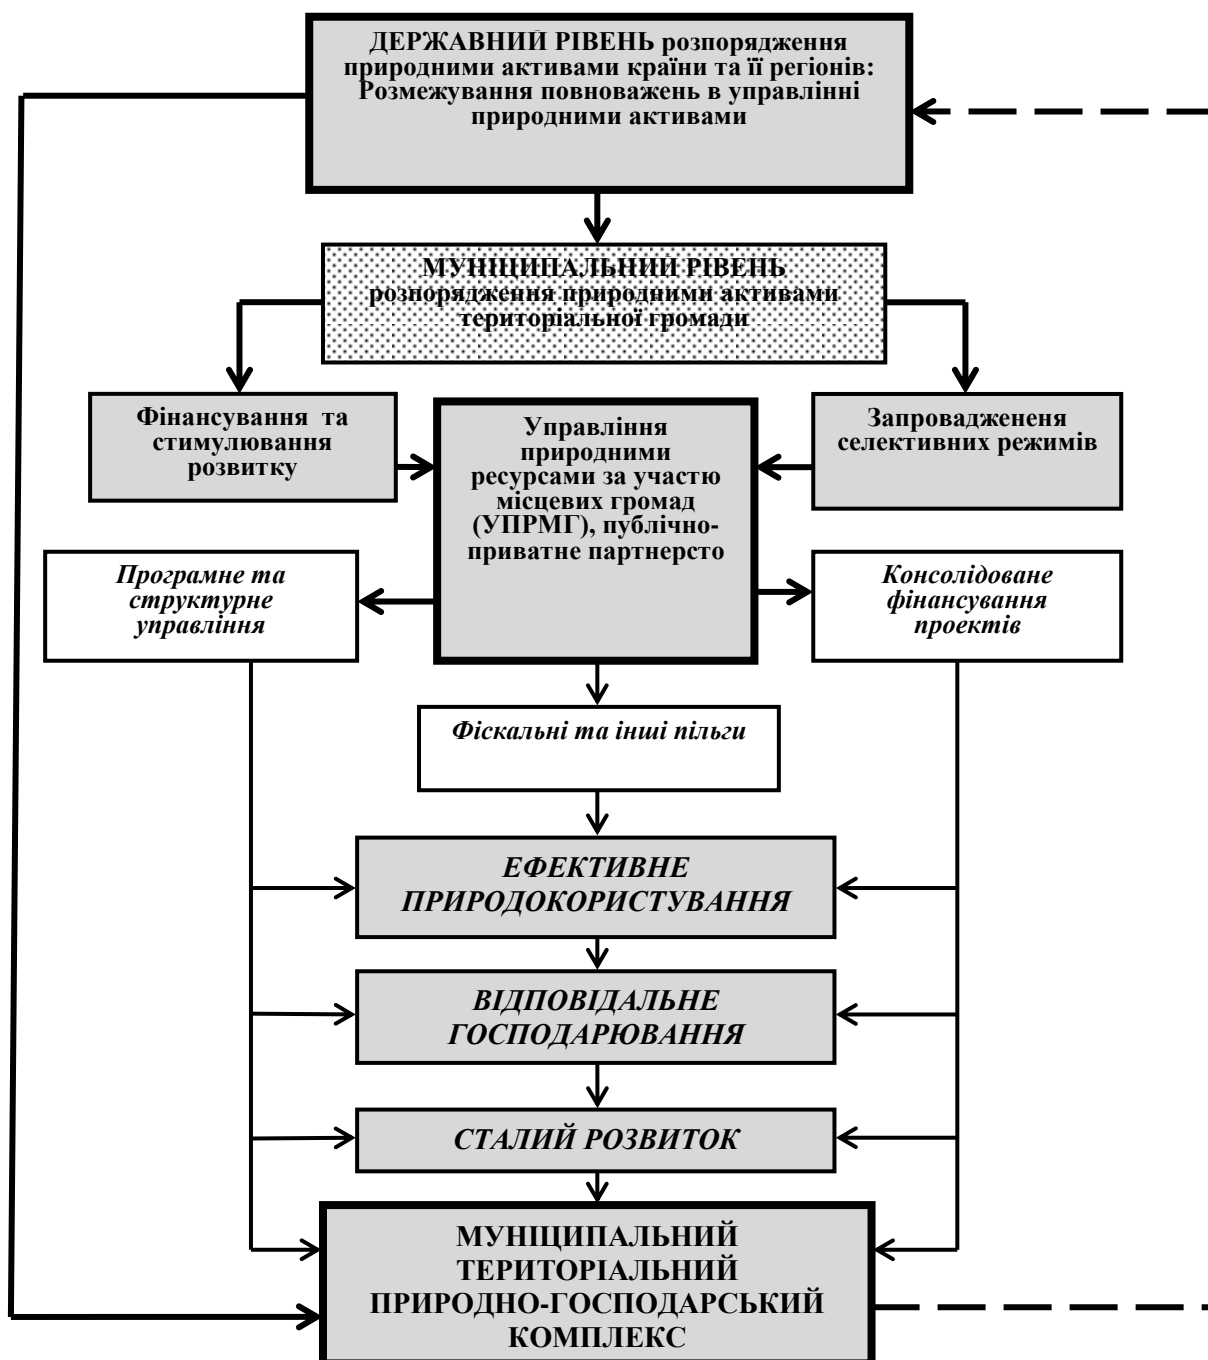 ДЕРЖАВНИЙ РІВЕНЬ розпорядження
природними активами країни та її регіонів:
Розмежування повноважень в управлінні
природними активами
МУНІЦИПАЛЬНИЙ РІВЕНЬ
розпорядження природними активами
територіальної громади
Фінансування та
стимулювання
розвитку
Управління
природними
ресурсами за участю
місцевих громад
(УПРМГ), публічно-
приватне партнерсто
Запроваджененя
селективних режимів
Програмне та
структурне
управління
Консолідоване
фінансування
проектів
Фіскальні та інші пільги
ЕФЕКТИВНЕ
ПРИРОДОКОРИСТУВАННЯ
ВІДПОВІДАЛЬНЕ
ГОСПОДАРЮВАННЯ
СТАЛИЙ РОЗВИТОК
МУНІЦИПАЛЬНИЙ
ТЕРИТОРІАЛЬНИЙ
ПРИРОДНО-ГОСПОДАРСЬКИЙ
КОМПЛЕКС